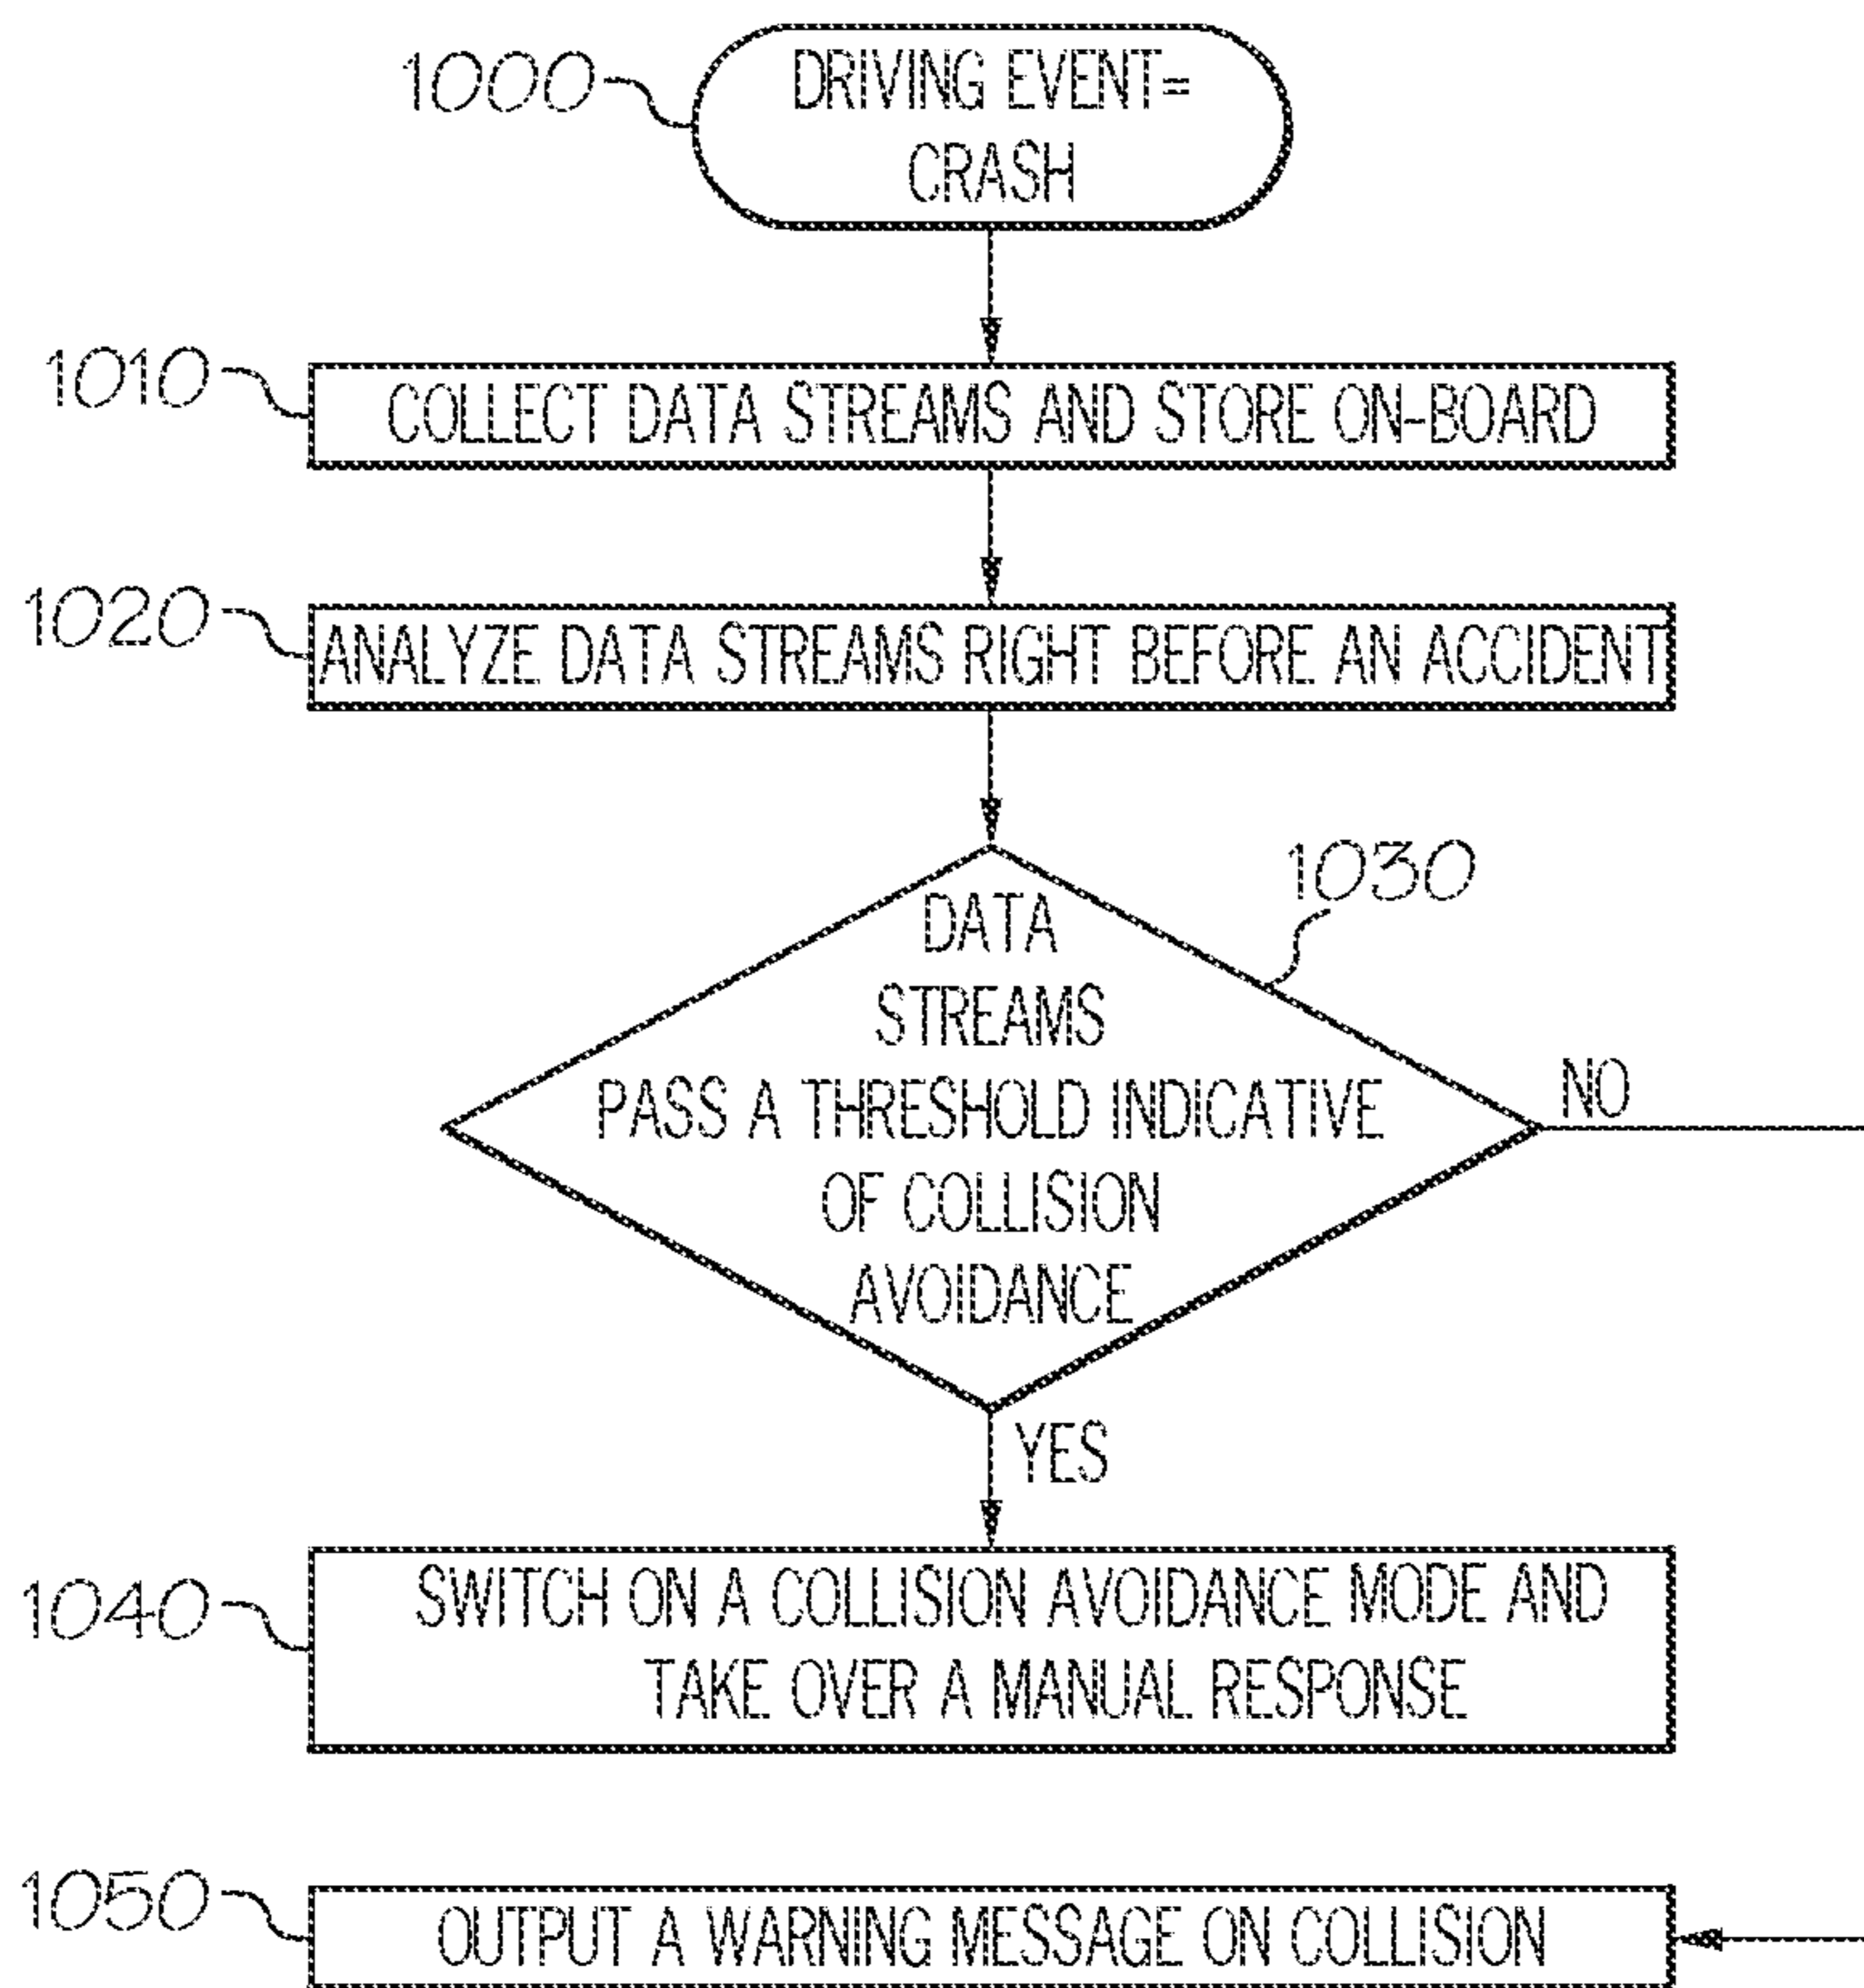 1000
DRIVING EVENT=
CRASH
1010
COLLECT DATA STREAMS AND STORE ON-BOARD
1020
ANALYZE DATA STREAMS RIGHT BEFORE AN ACCIDENT
1030
DATA
STREAMS
PASS A THRESHOLD INDICATIVE
OF COLLISION
AVOIDANCE
NO
YES
1040
SWITCH ON A COLLISION AVOIDANCE MODE AND
TAKE OVER A MANUAL RESPONSE
1050
OUTPUT A WARNING MESSAGE ON COLLISION